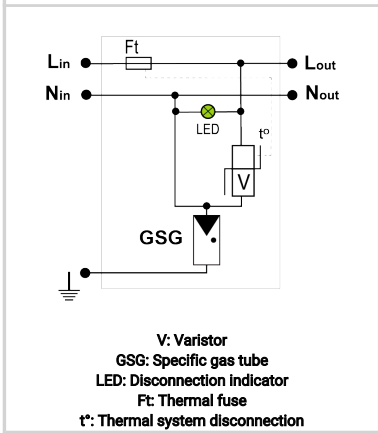 Ft
Lin Lout
Nin Nout
LED
t°
V
GSG
V: Varistor
GSG: Specific gas tube
LED: Disconnection indicator
Ft: Thermal fuse
t°: Thermal system disconnection